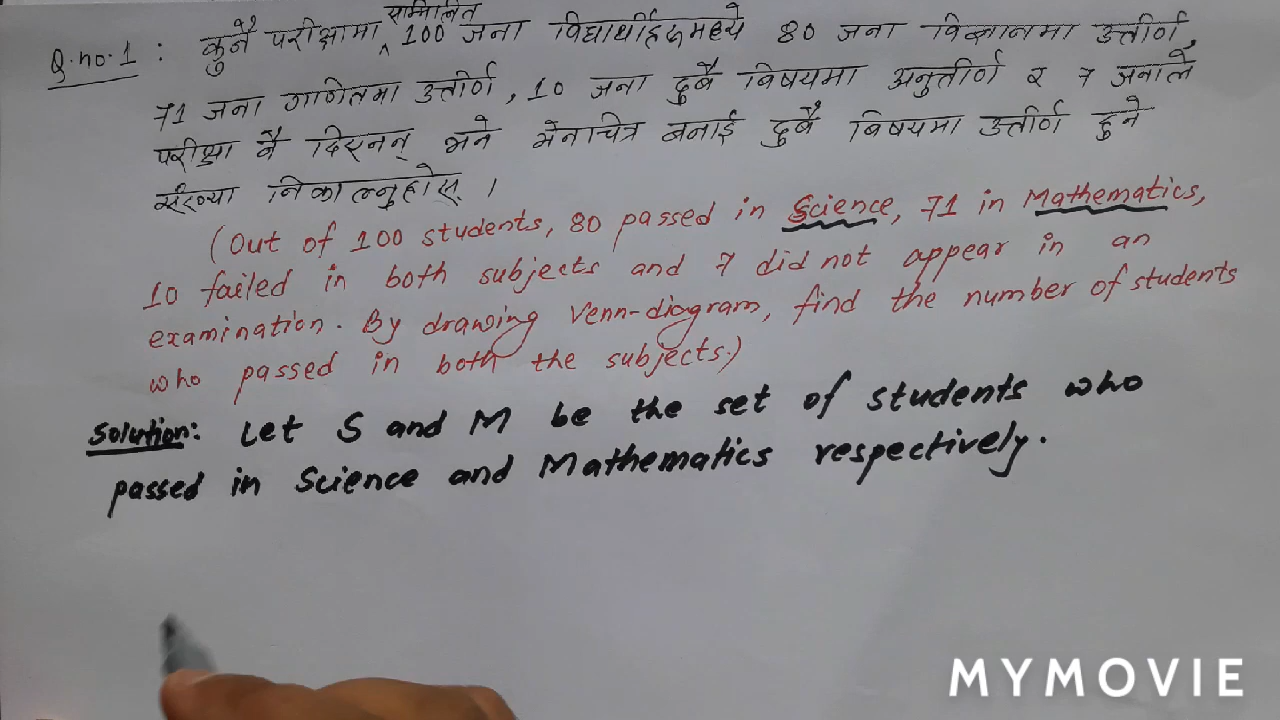 Q.no.1 : कुनै परीक्षामा सम्मिलित 100 जना विद्यार्थीहरूमध्ये 80 जना विज्ञानमा उत्तीर्ण,
71 जना गणितमा उत्तीर्ण, 10 जना दुबै विषयमा अनुत्तीर्ण र 7 जनाले
परीक्षा नै दिएनन् भने भेनचित्र बनाई दुबै विषयमा उत्तीर्ण हुने
संख्या निकाल्नुहोस् ।
(Out of 100 students, 80 passed in Science, 71 in Mathematics,
10 failed in both subjects and 7 did not appear in an
examination. By drawing Venn-diagram, find the number of students
who passed in both the subjects.)
Solution: Let S and M be the set of students who
passed in Science and Mathematics respectively.
MYMOVIE